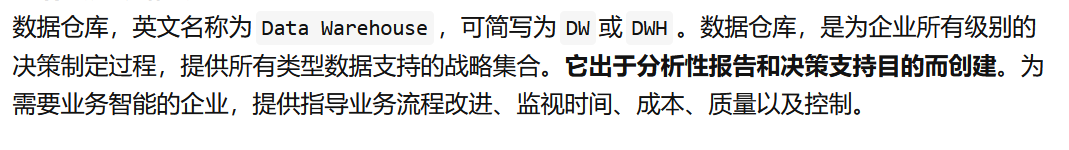 数据仓库，英文名称为 Data Warehouse ，可简写为 DW 或 DWH 。数据仓库，是为企业所有级别的
决策制定过程，提供所有类型数据支持的战略集合。它出于分析性报告和决策支持目的而创建。为
需要业务智能的企业，提供指导业务流程改进、监视时间、成本、质量以及控制。